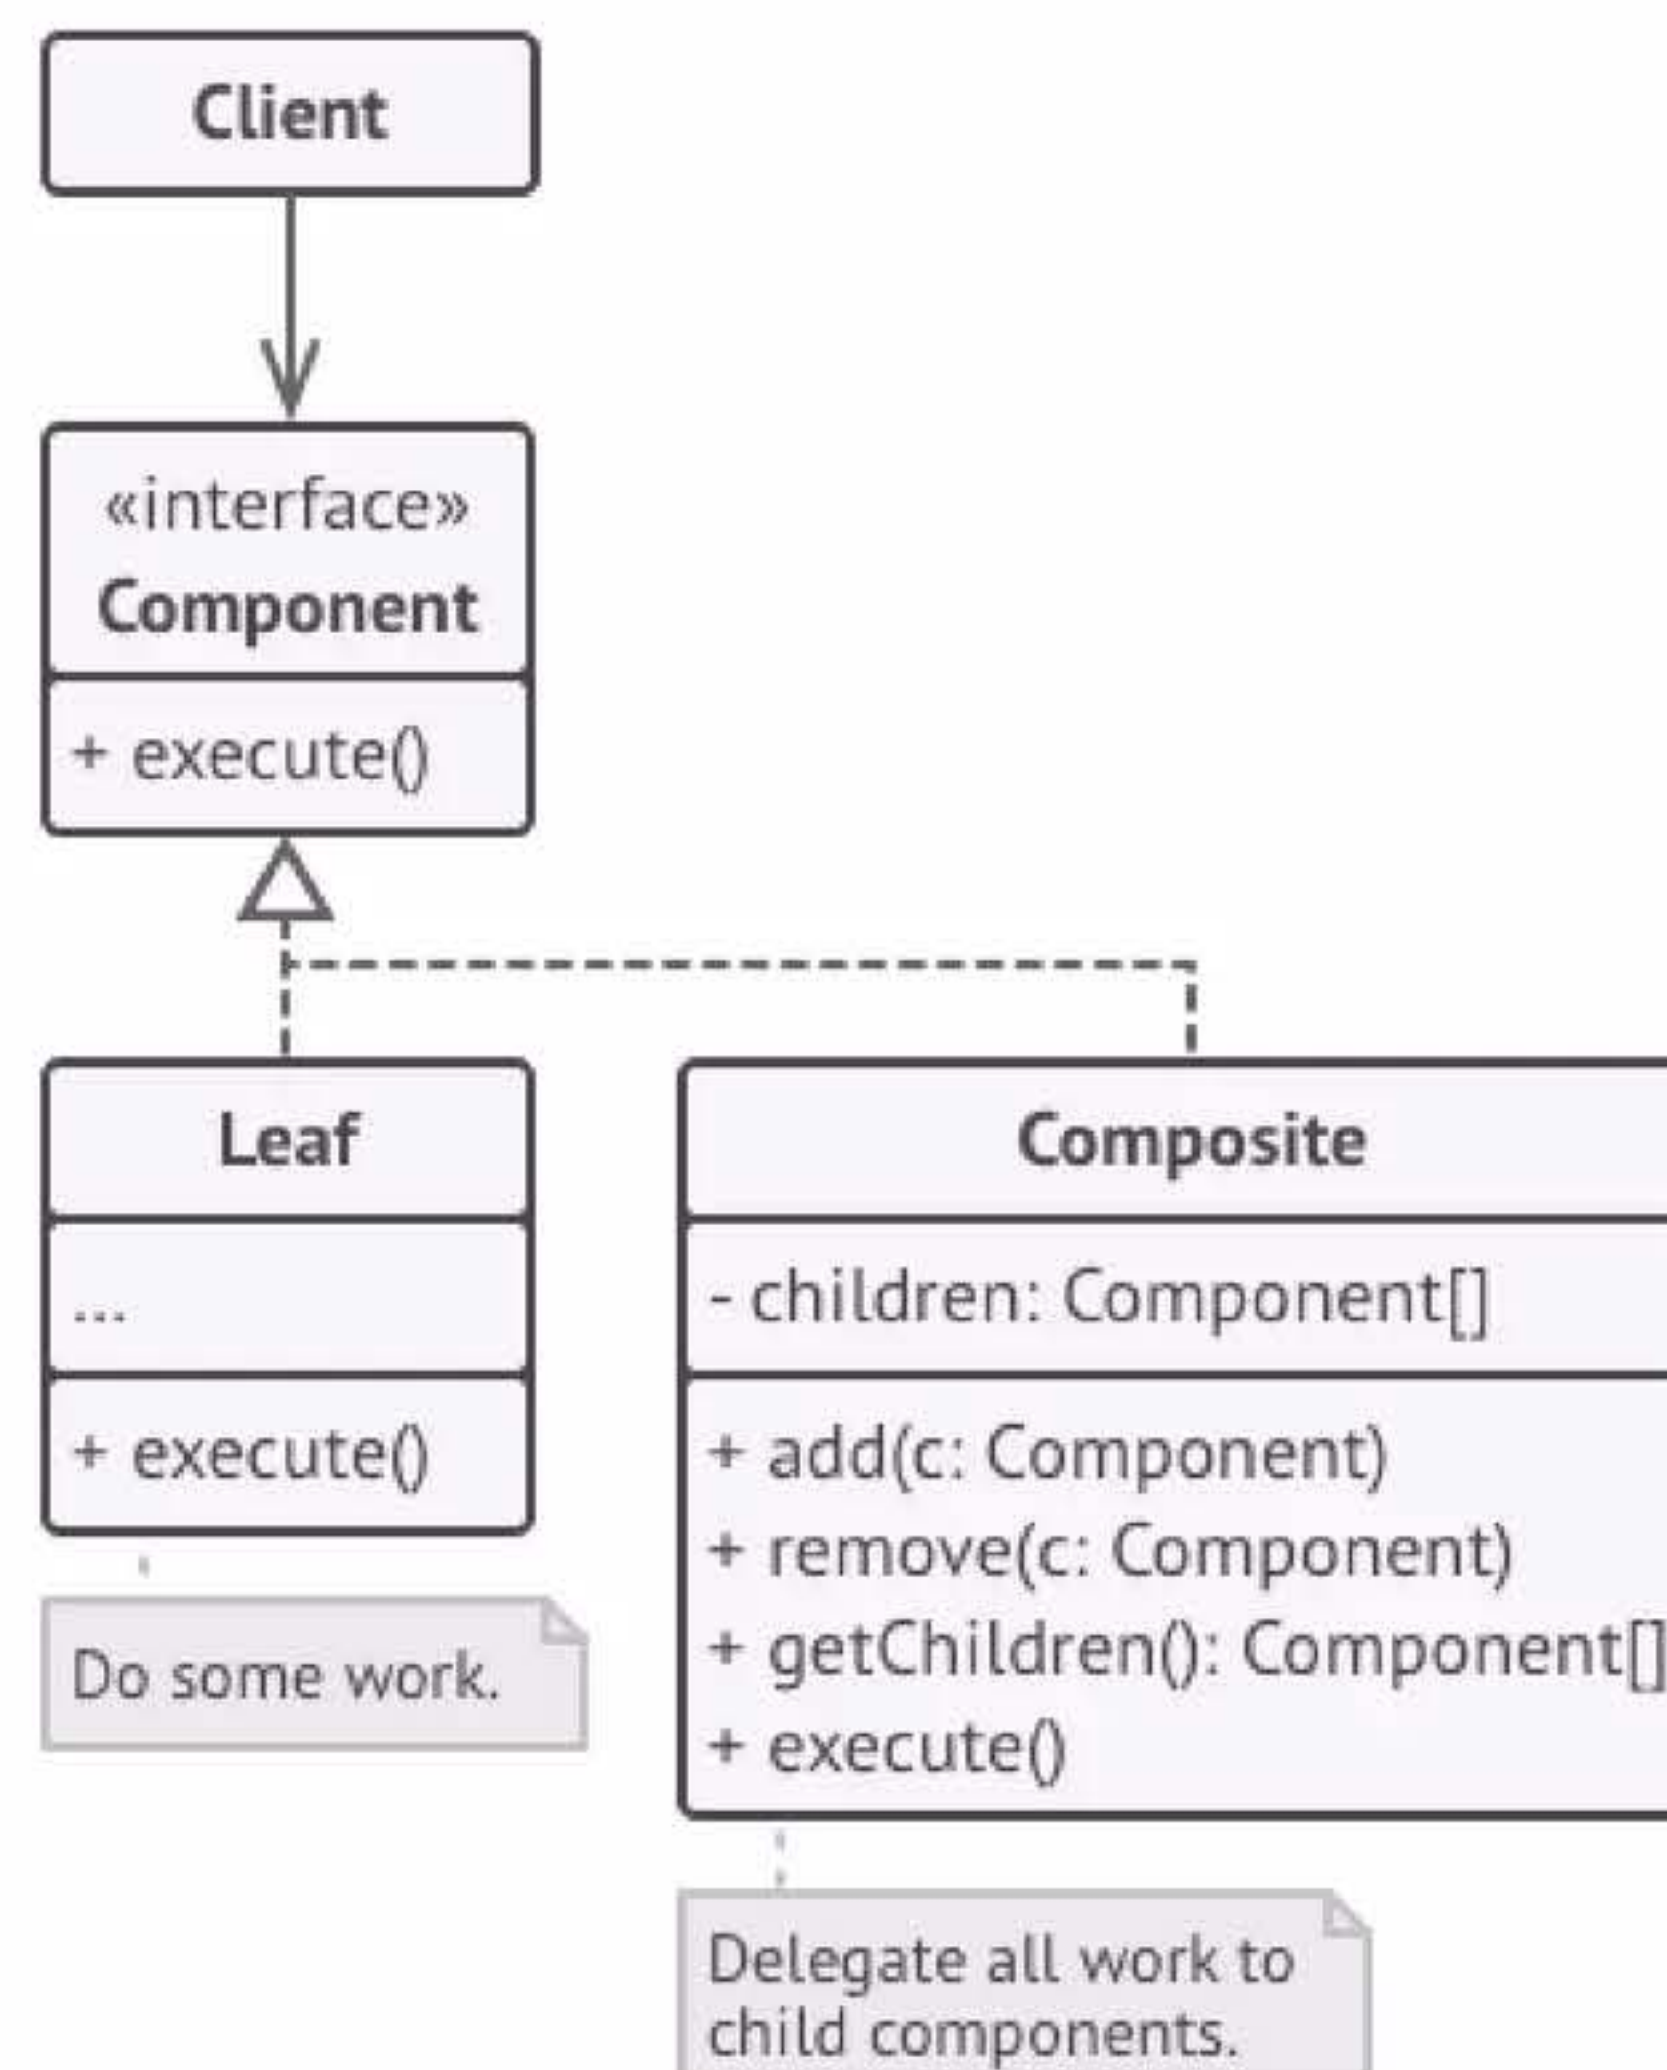 Client
«interface»
Component
+ execute()
Leaf
...
+ execute()
Do some work.
Composite
- children: Component[]
+ add(c: Component)
+ remove(c: Component)
+ getChildren(): Component[]
+ execute()
Delegate all work to
child components.